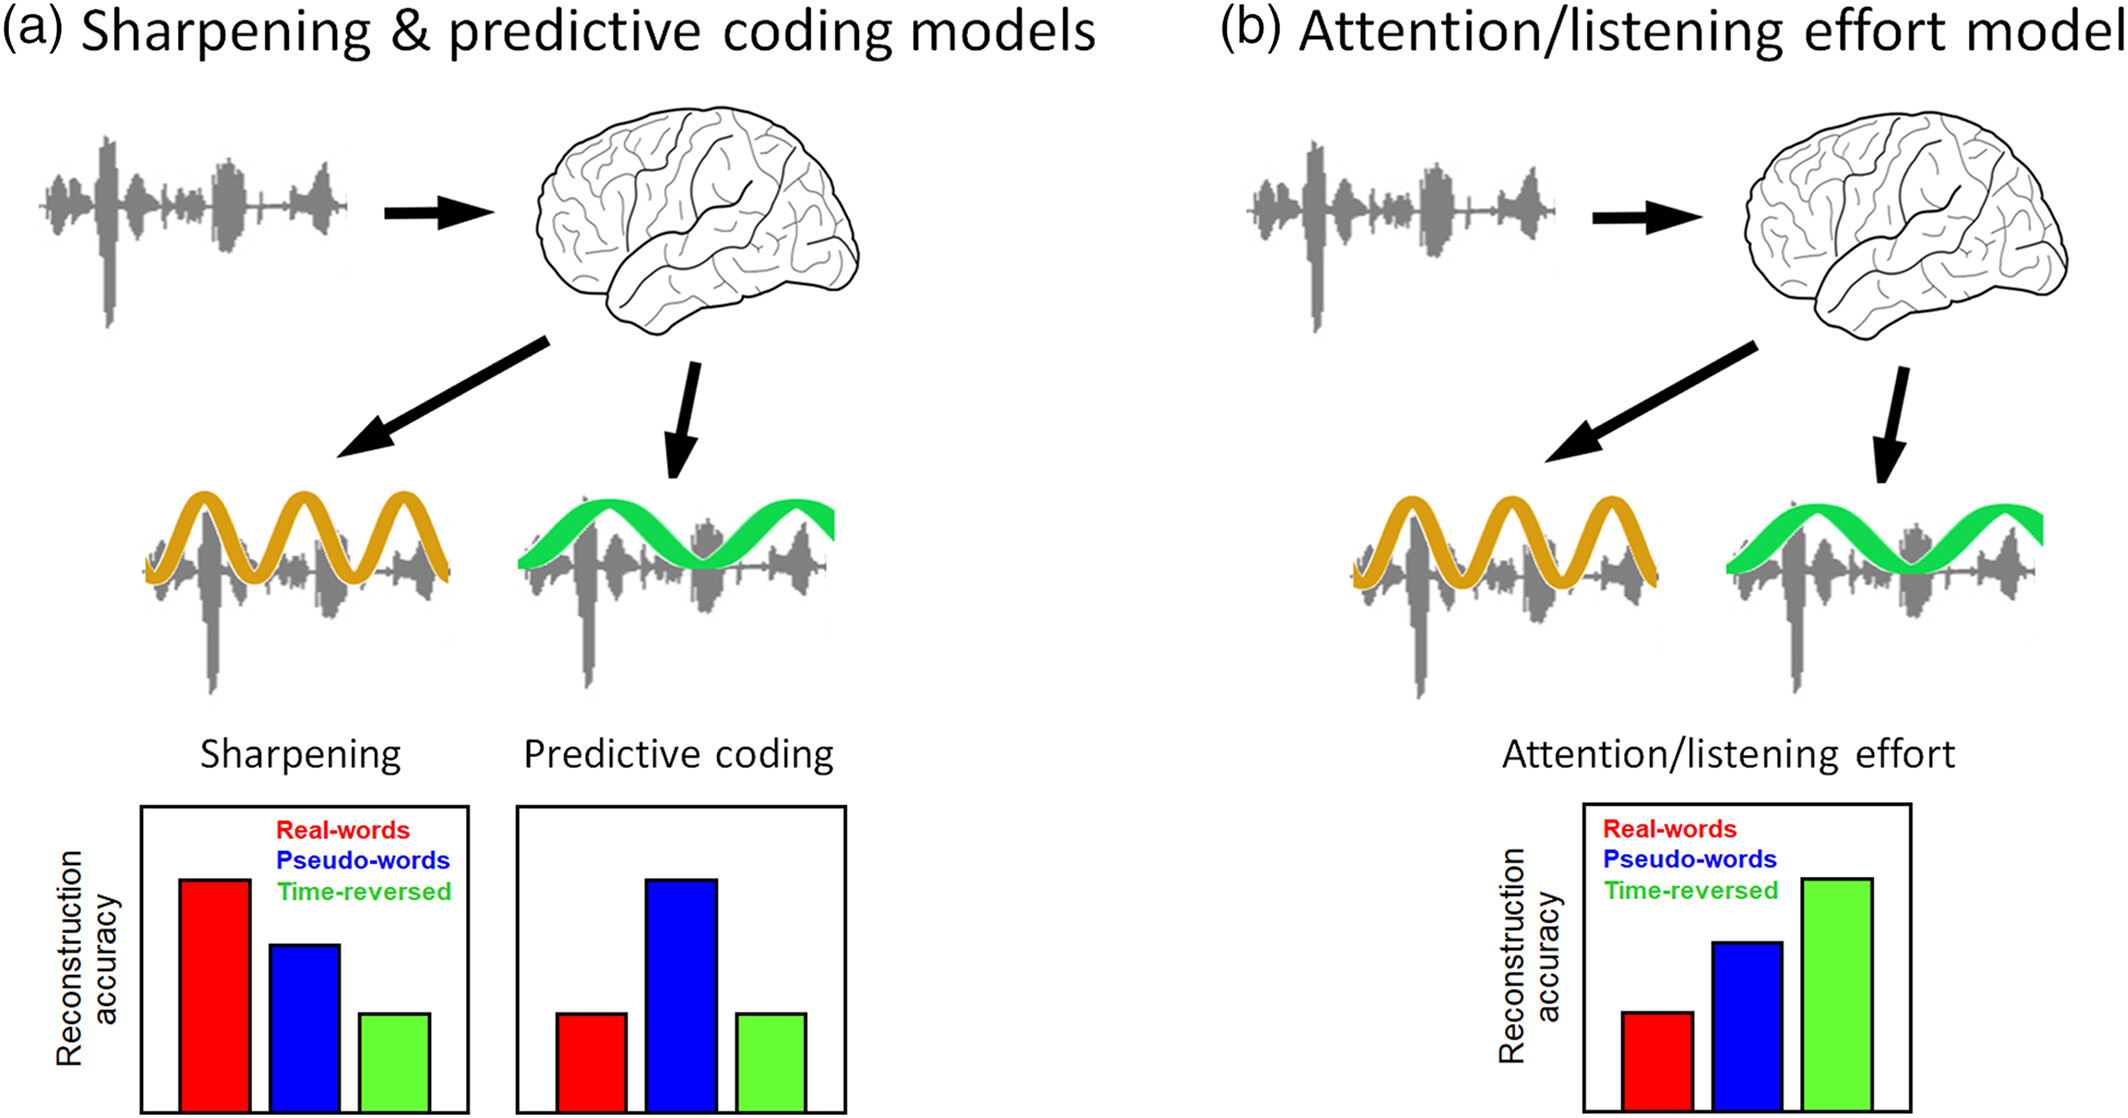 (a) Sharpening & predictive coding models
(b) Attention/listening effort model
Sharpening
Predictive coding
Reconstruction
accuracy
Real-words
Pseudo-words
Time-reversed
Attention/listening effort
Reconstruction
accuracy
Real-words
Pseudo-words
Time-reversed